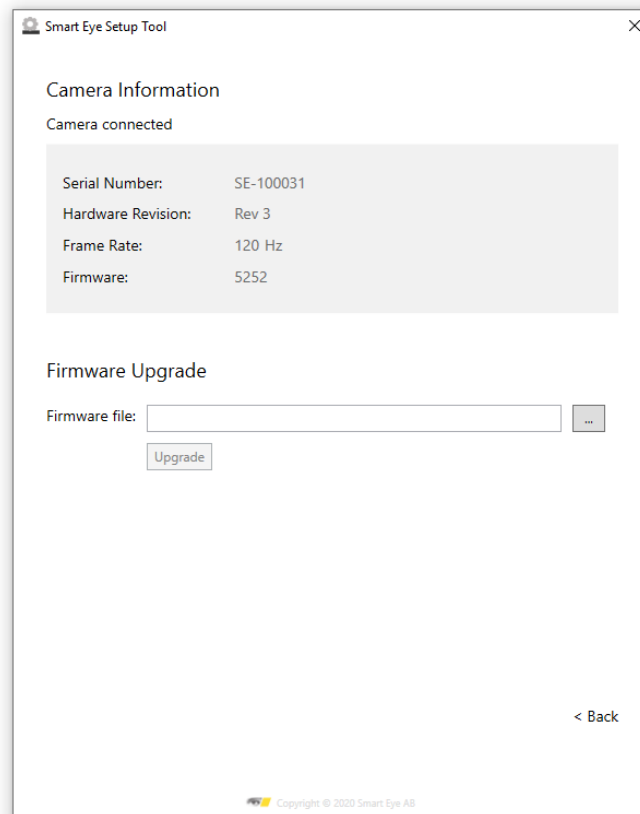 Smart Eye Setup Tool
Camera Information
Camera connected
Serial Number: SE-100031
Hardware Revision: Rev 3
Frame Rate: 120 Hz
Firmware: 5252
Firmware Upgrade
Firmware file: ...
Upgrade
< Back
Copyright © 2020 Smart Eye AB